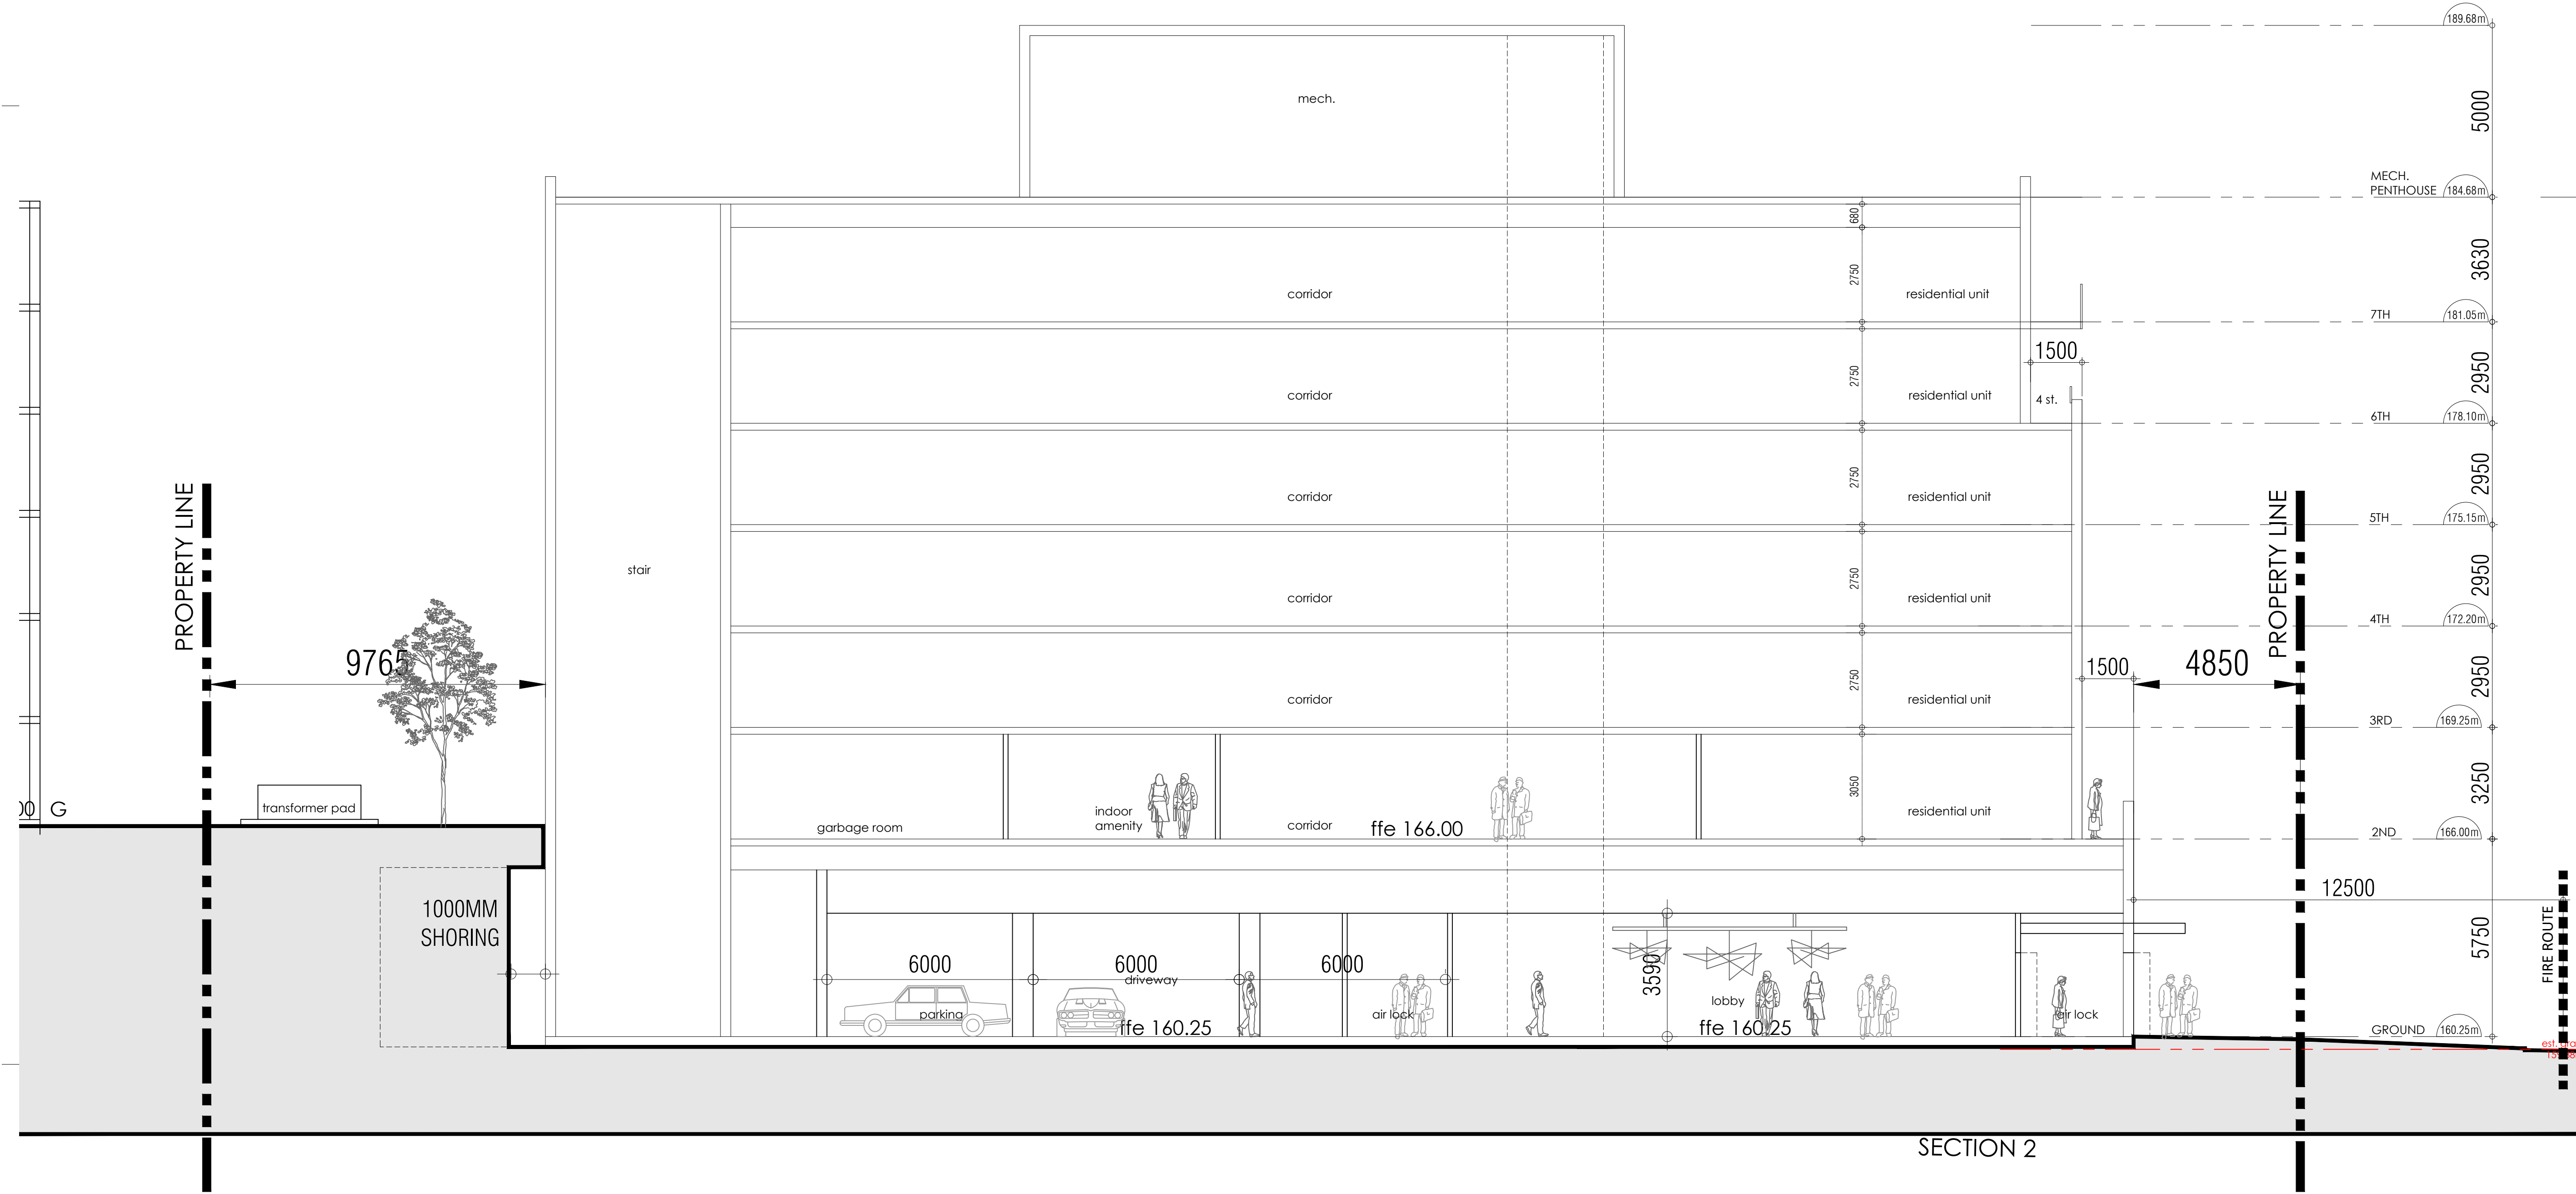 189.68m
mech.
5000
MECH.
PENTHOUSE 184.68m
680
3630
2750
corridor
residential unit
7TH 181.05m
1500
2950
2750
corridor
residential unit
4 st.
6TH 178.10m
2950
2750
corridor
residential unit
PROPERTY LINE
PROPERTY LINE
5TH 175.15m
stair
2950
2750
corridor
residential unit
4TH 172.20m
9765
1500
4850
2950
2750
corridor
residential unit
3RD 169.25m
3250
3050
transformer pad
G
indoor
amenity
garbage room
corridor
ffe 166.00
residential unit
2ND 166.00m
12500
1000MM
SHORING
5750
FIRE ROUTE
6000
6000
6000
3590
driveway
lobby
parking
air lock
air lock
ffe 160.25
ffe 160.25
GROUND 160.25m
est.
SECTION 2